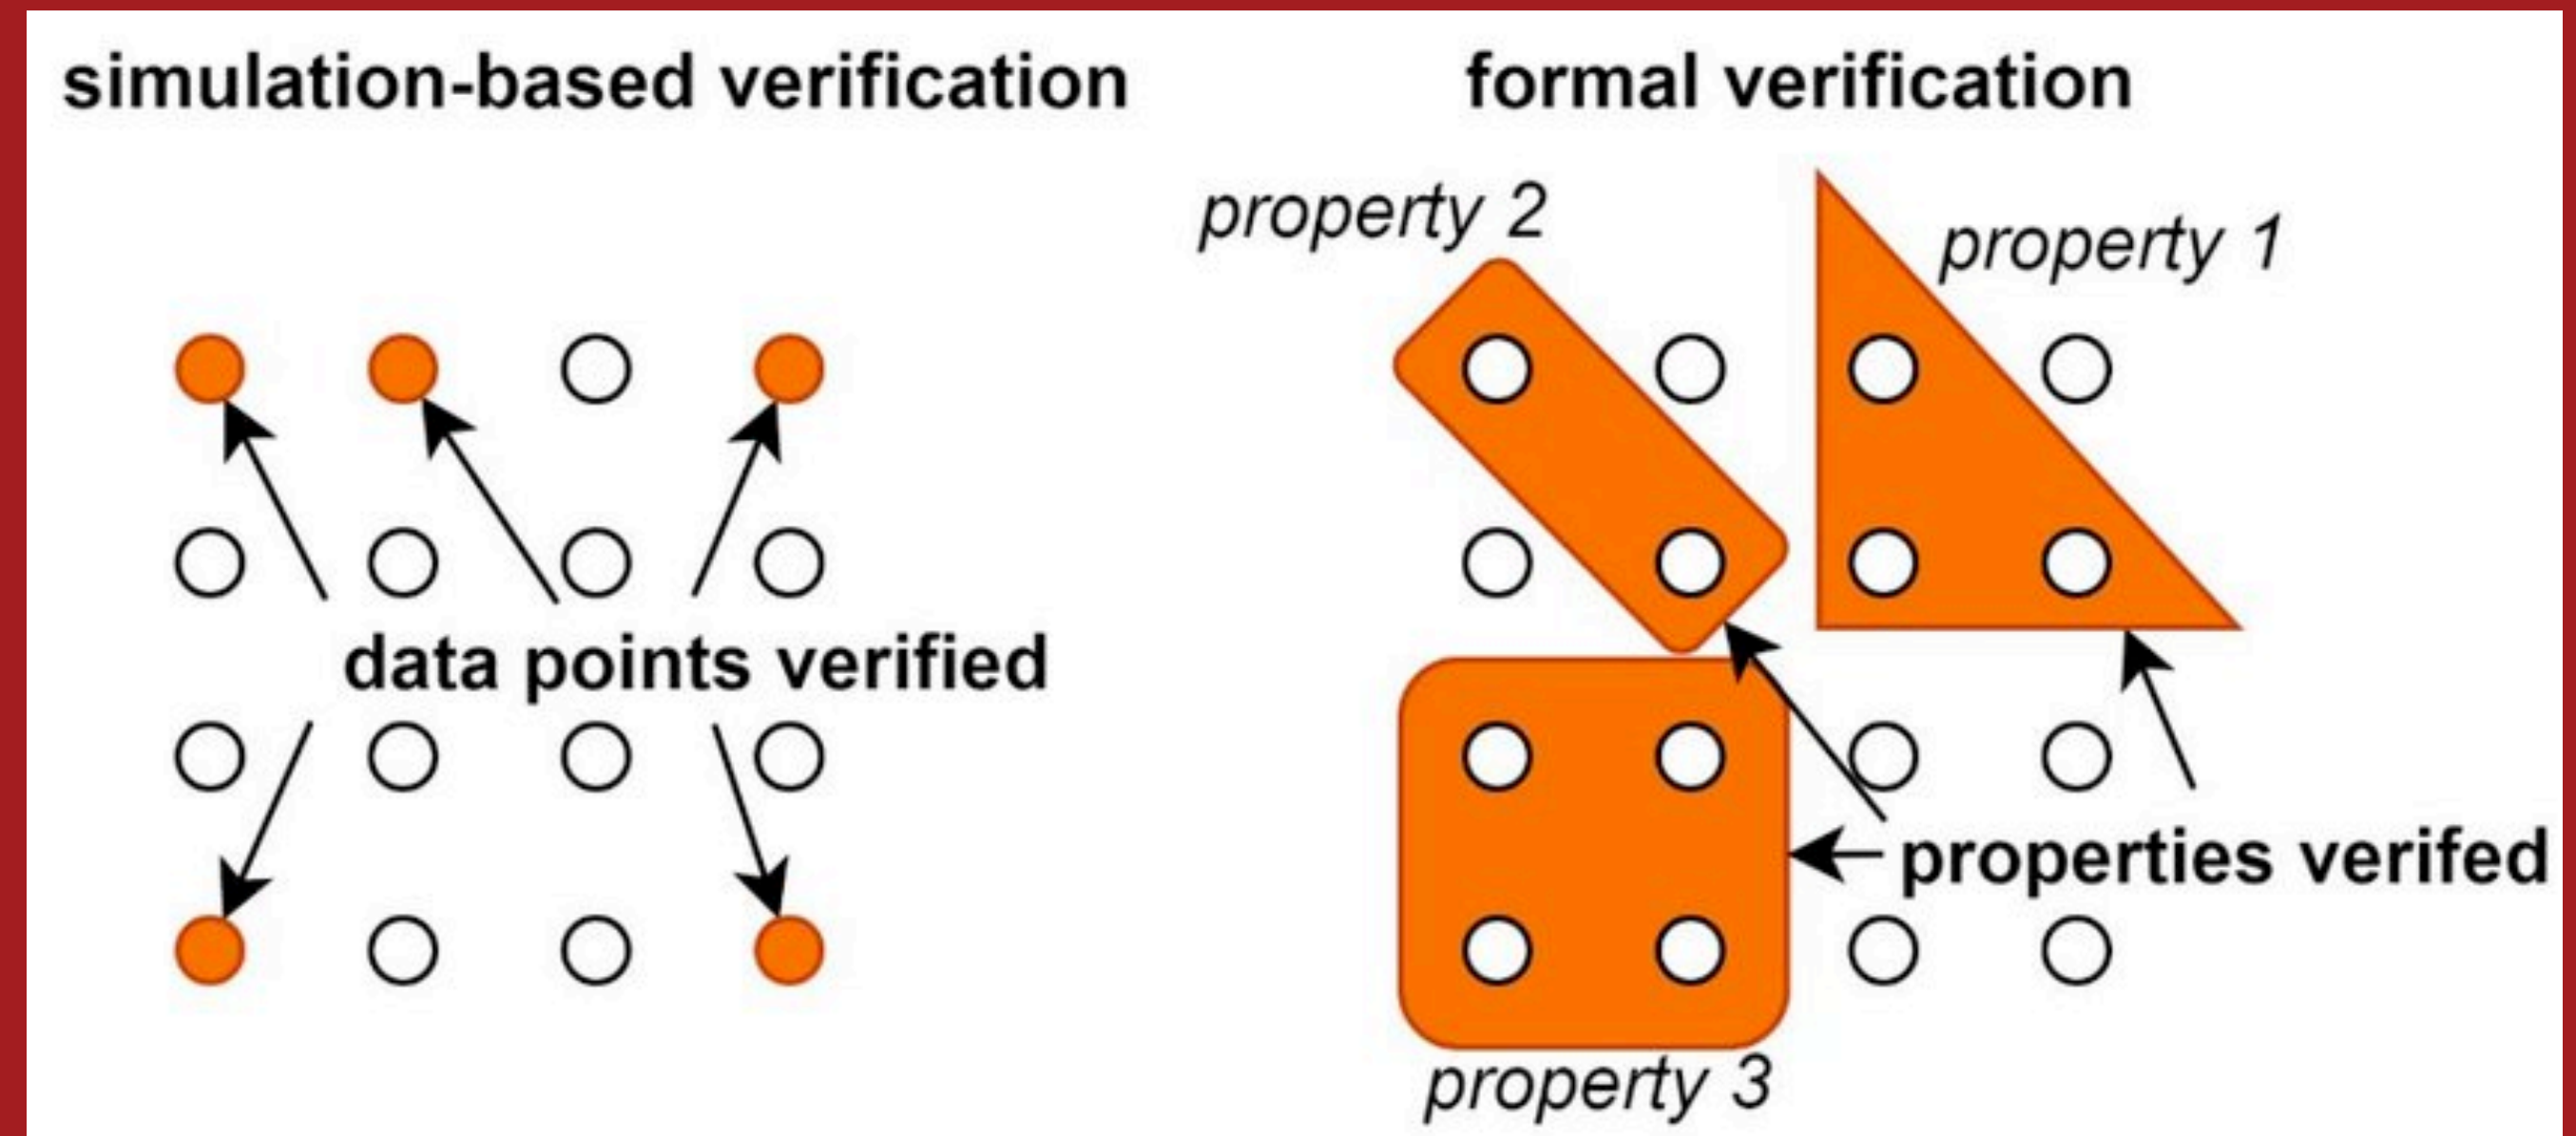 simulation-based verification
data points verified
formal verification
property 2
property 1
properties verifed
property 3